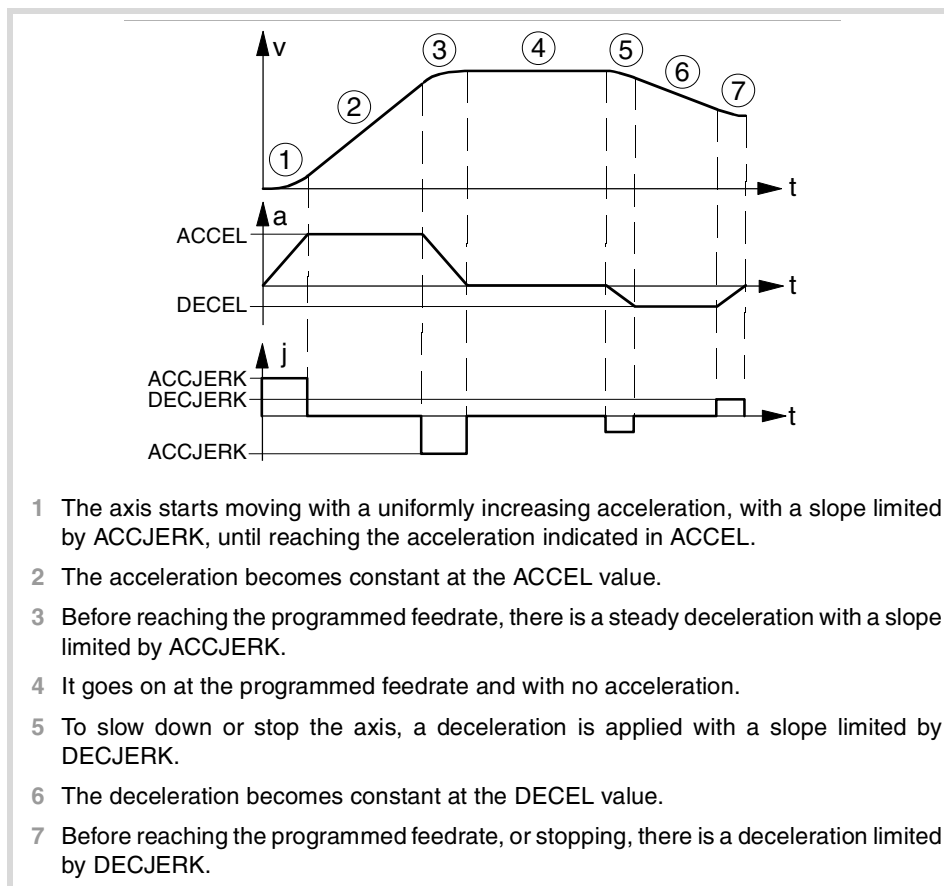 v
1
2
3
4
5
6
7
t
a
ACCEL
DECEL
t
j
ACCJERK
DECJERK
ACCJERK
t
1 The axis starts moving with a uniformly increasing acceleration, with a slope limited
by ACCJERK, until reaching the acceleration indicated in ACCEL.
2 The acceleration becomes constant at the ACCEL value.
3 Before reaching the programmed feedrate, there is a steady deceleration with a slope
limited by ACCJERK.
4 It goes on at the programmed feedrate and with no acceleration.
5 To slow down or stop the axis, a deceleration is applied with a slope limited by
DECJERK.
6 The deceleration becomes constant at the DECEL value.
7 Before reaching the programmed feedrate, or stopping, there is a deceleration limited
by DECJERK.